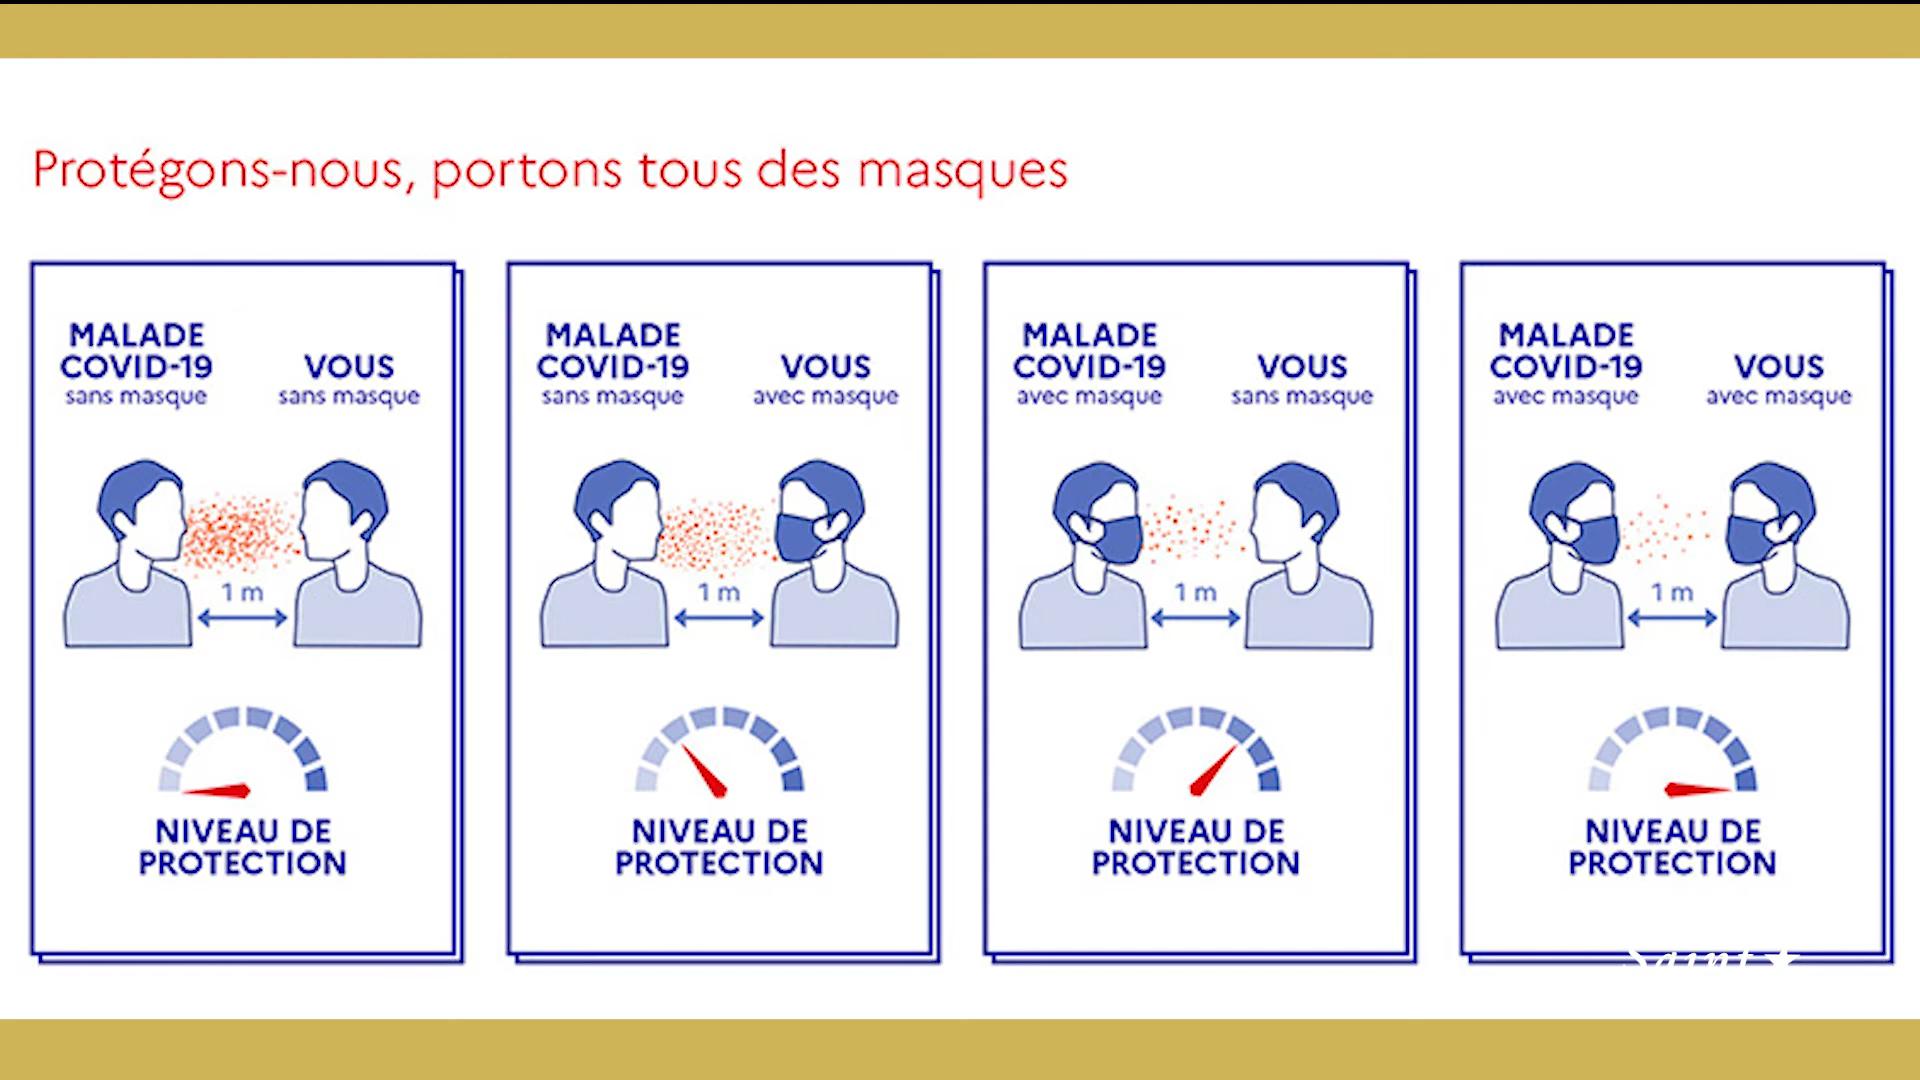 Protégons-nous, portons tous des masques
MALADE
COVID-19
sans masque
VOUS
sans masque
1 m
NIVEAU DE
PROTECTION
MALADE
COVID-19
sans masque
VOUS
avec masque
1 m
NIVEAU DE
PROTECTION
MALADE
COVID-19
avec masque
VOUS
sans masque
1 m
NIVEAU DE
PROTECTION
MALADE
COVID-19
avec masque
VOUS
avec masque
1 m
NIVEAU DE
PROTECTION
Saint